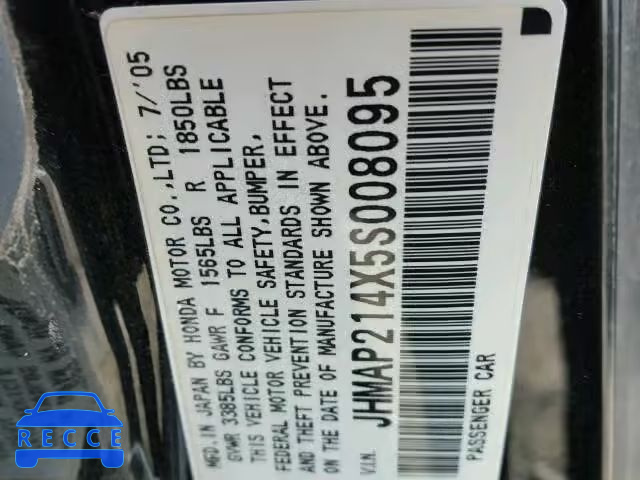 MFD. IN JAPAN BY HONDA MOTOR CO.,LTD; 7/'05
GVWR 3385LBS GAWR F 1565LBS R 1850LBS
THIS VEHICLE CONFORMS TO ALL APPLICABLE
FEDERAL MOTOR VEHICLE SAFETY,BUMPER,
AND THEFT PREVENTION STANDARDS IN EFFECT
ON THE DATE OF MANUFACTURE SHOWN ABOVE.
V.I.N. JHMAP214X5S008095
PASSENGER CAR
RECCE